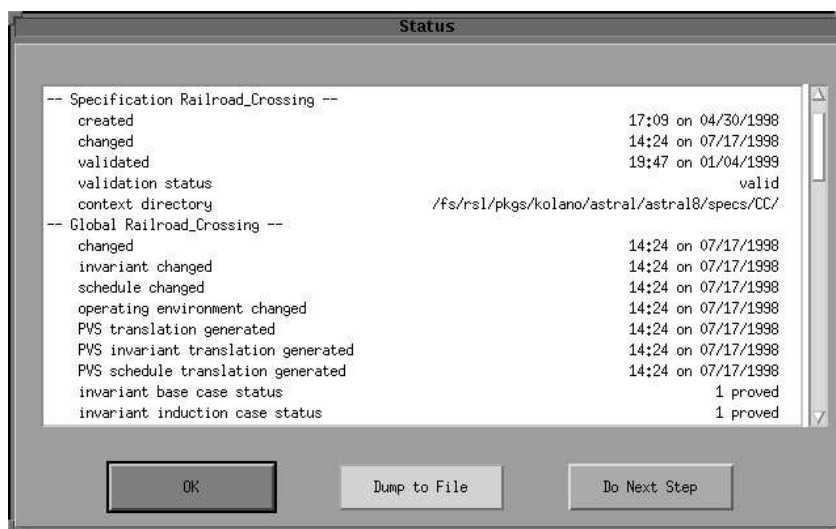 Status
-- Specification Railroad_Crossing --
created 17:09 on 04/30/1998
changed 14:24 on 07/17/1998
validated 19:47 on 01/04/1999
validation status valid
context directory /fs/rsl/pkgs/kolano/astral/astral8/specs/CC/
-- Global Railroad_Crossing --
changed 14:24 on 07/17/1998
invariant changed 14:24 on 07/17/1998
schedule changed 14:24 on 07/17/1998
operating environment changed 14:24 on 07/17/1998
PVS translation generated 14:24 on 07/17/1998
PVS invariant translation generated 14:24 on 07/17/1998
PVS schedule translation generated 14:24 on 07/17/1998
invariant base case status 1 proved
invariant induction case status 1 proved
OK Dump to File Do Next Step